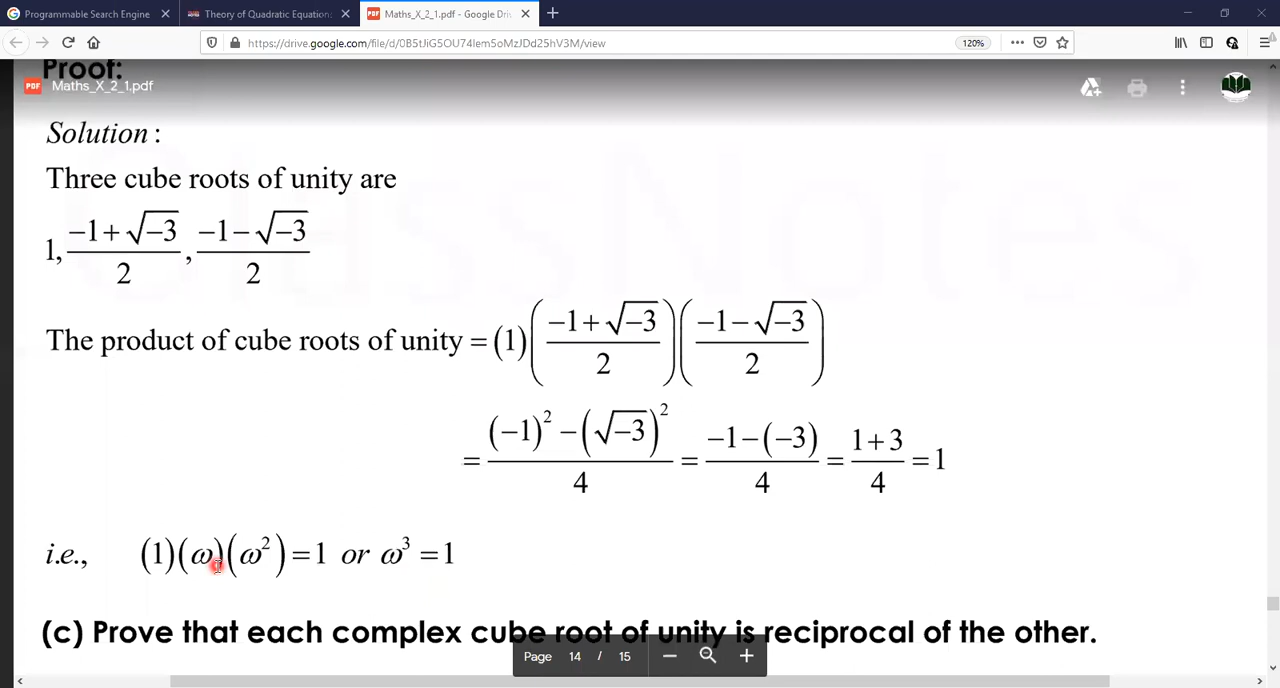 Programmable Search Engine
Theory of Quadratic Equation
Maths_X_2_1.pdf - Google Dri
https://drive.google.com/file/d/0B5tJiG5OU74lem5oMzJDd25hV3M/view
120%
Proof:
PDF Maths_X_2_1.pdf
Solution :
Three cube roots of unity are
1, (−1+√−3)/2, (−1−√−3)/2
The product of cube roots of unity = (1)((−1+√−3)/2)((−1−√−3)/2)
= ((−1)² − (√−3)²)/4 = (−1−(−3))/4 = (1+3)/4 = 1
i.e., (1)(ω)(ω²) = 1 or ω³ = 1
(c) Prove that each complex cube root of unity is reciprocal of the other.
Page 14 / 15
ClassNotes